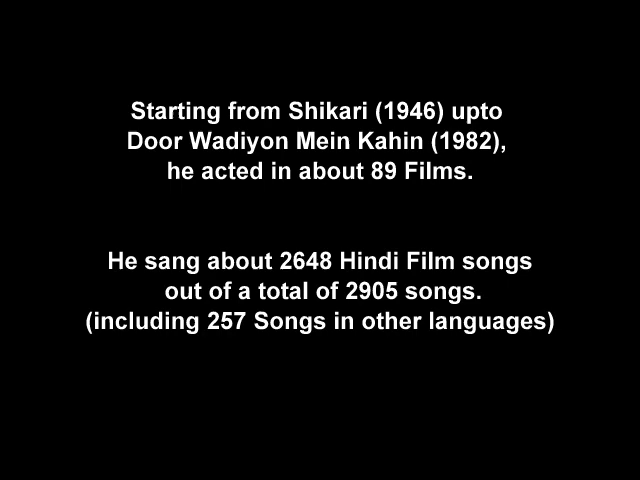 Starting from Shikari (1946) upto
Door Wadiyon Mein Kahin (1982),
he acted in about 89 Films.
He sang about 2648 Hindi Film songs
out of a total of 2905 songs.
(including 257 Songs in other languages)